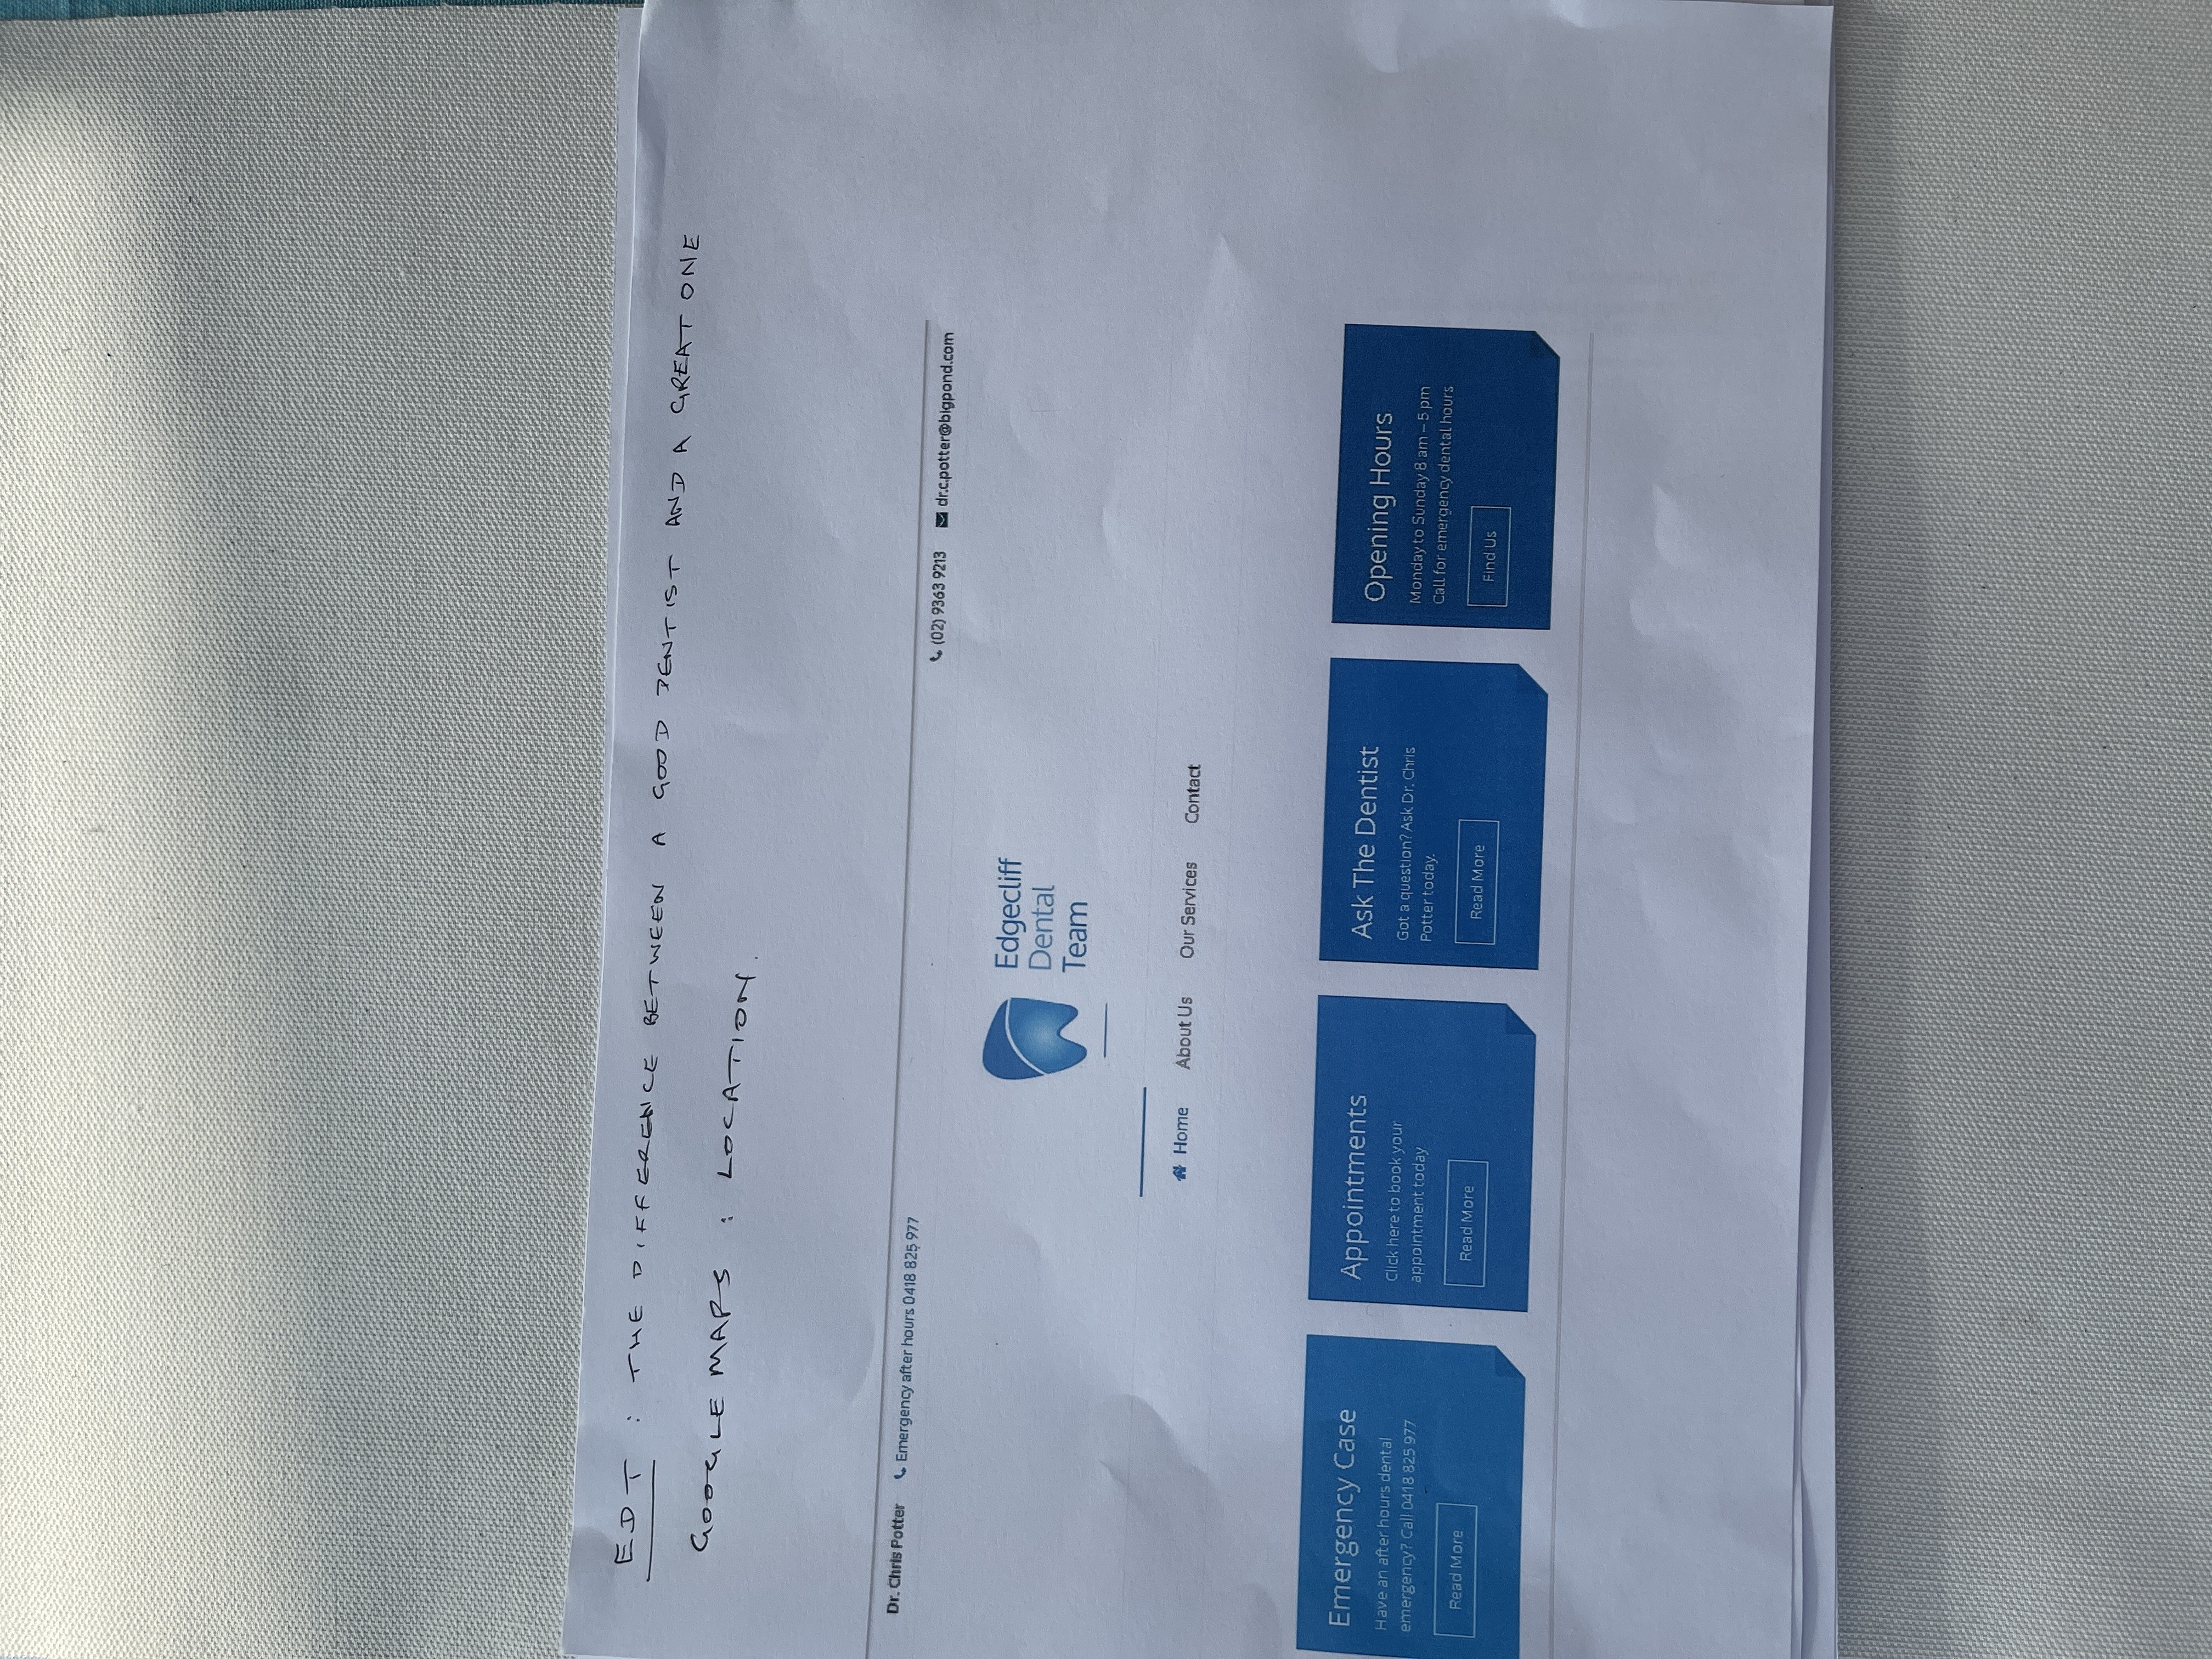 EDT : THE DIFFERENCE BETWEEN A GOOD DENTIST AND A GREAT ONE
GOOGLE MAPS : LOCATION.
Dr. Chris Potter Emergency after hours 0418 825 977
(02) 9363 9213 dr.c.potter@bigpond.com
Edgecliff
Dental
Team
Home About Us Our Services Contact
Emergency Case
Have an after hours dental
emergency? Call 0418 825 977
Read More
Appointments
Click here to book your
appointment today
Read More
Ask The Dentist
Got a question? Ask Dr. Chris
Potter today.
Read More
Opening Hours
Monday to Sunday 8 am – 5 pm
Call for emergency dental hours
Find Us